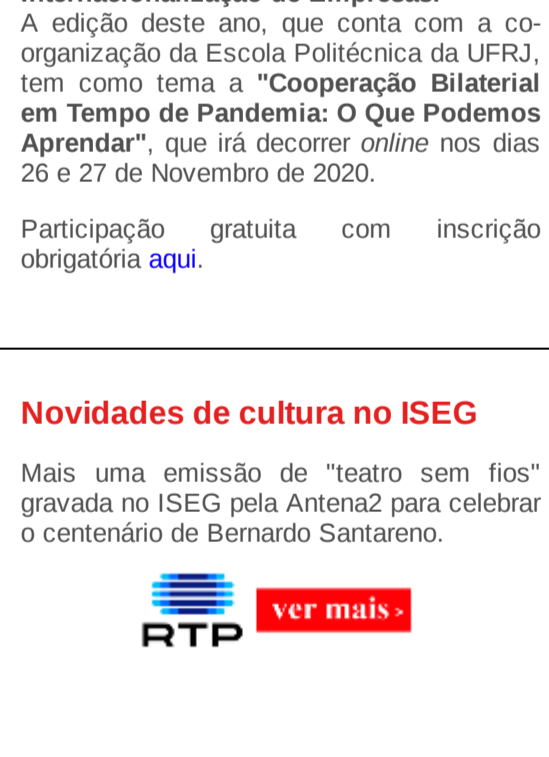 A edição deste ano, que conta com a co-
organização da Escola Politécnica da UFRJ,
tem como tema a "Cooperação Bilaterial
em Tempo de Pandemia: O Que Podemos
Aprendar", que irá decorrer online nos dias
26 e 27 de Novembro de 2020.
Participação gratuita com inscrição
obrigatória aqui.
Novidades de cultura no ISEG
Mais uma emissão de "teatro sem fios"
gravada no ISEG pela Antena2 para celebrar
o centenário de Bernardo Santareno.
RTP
ver mais >